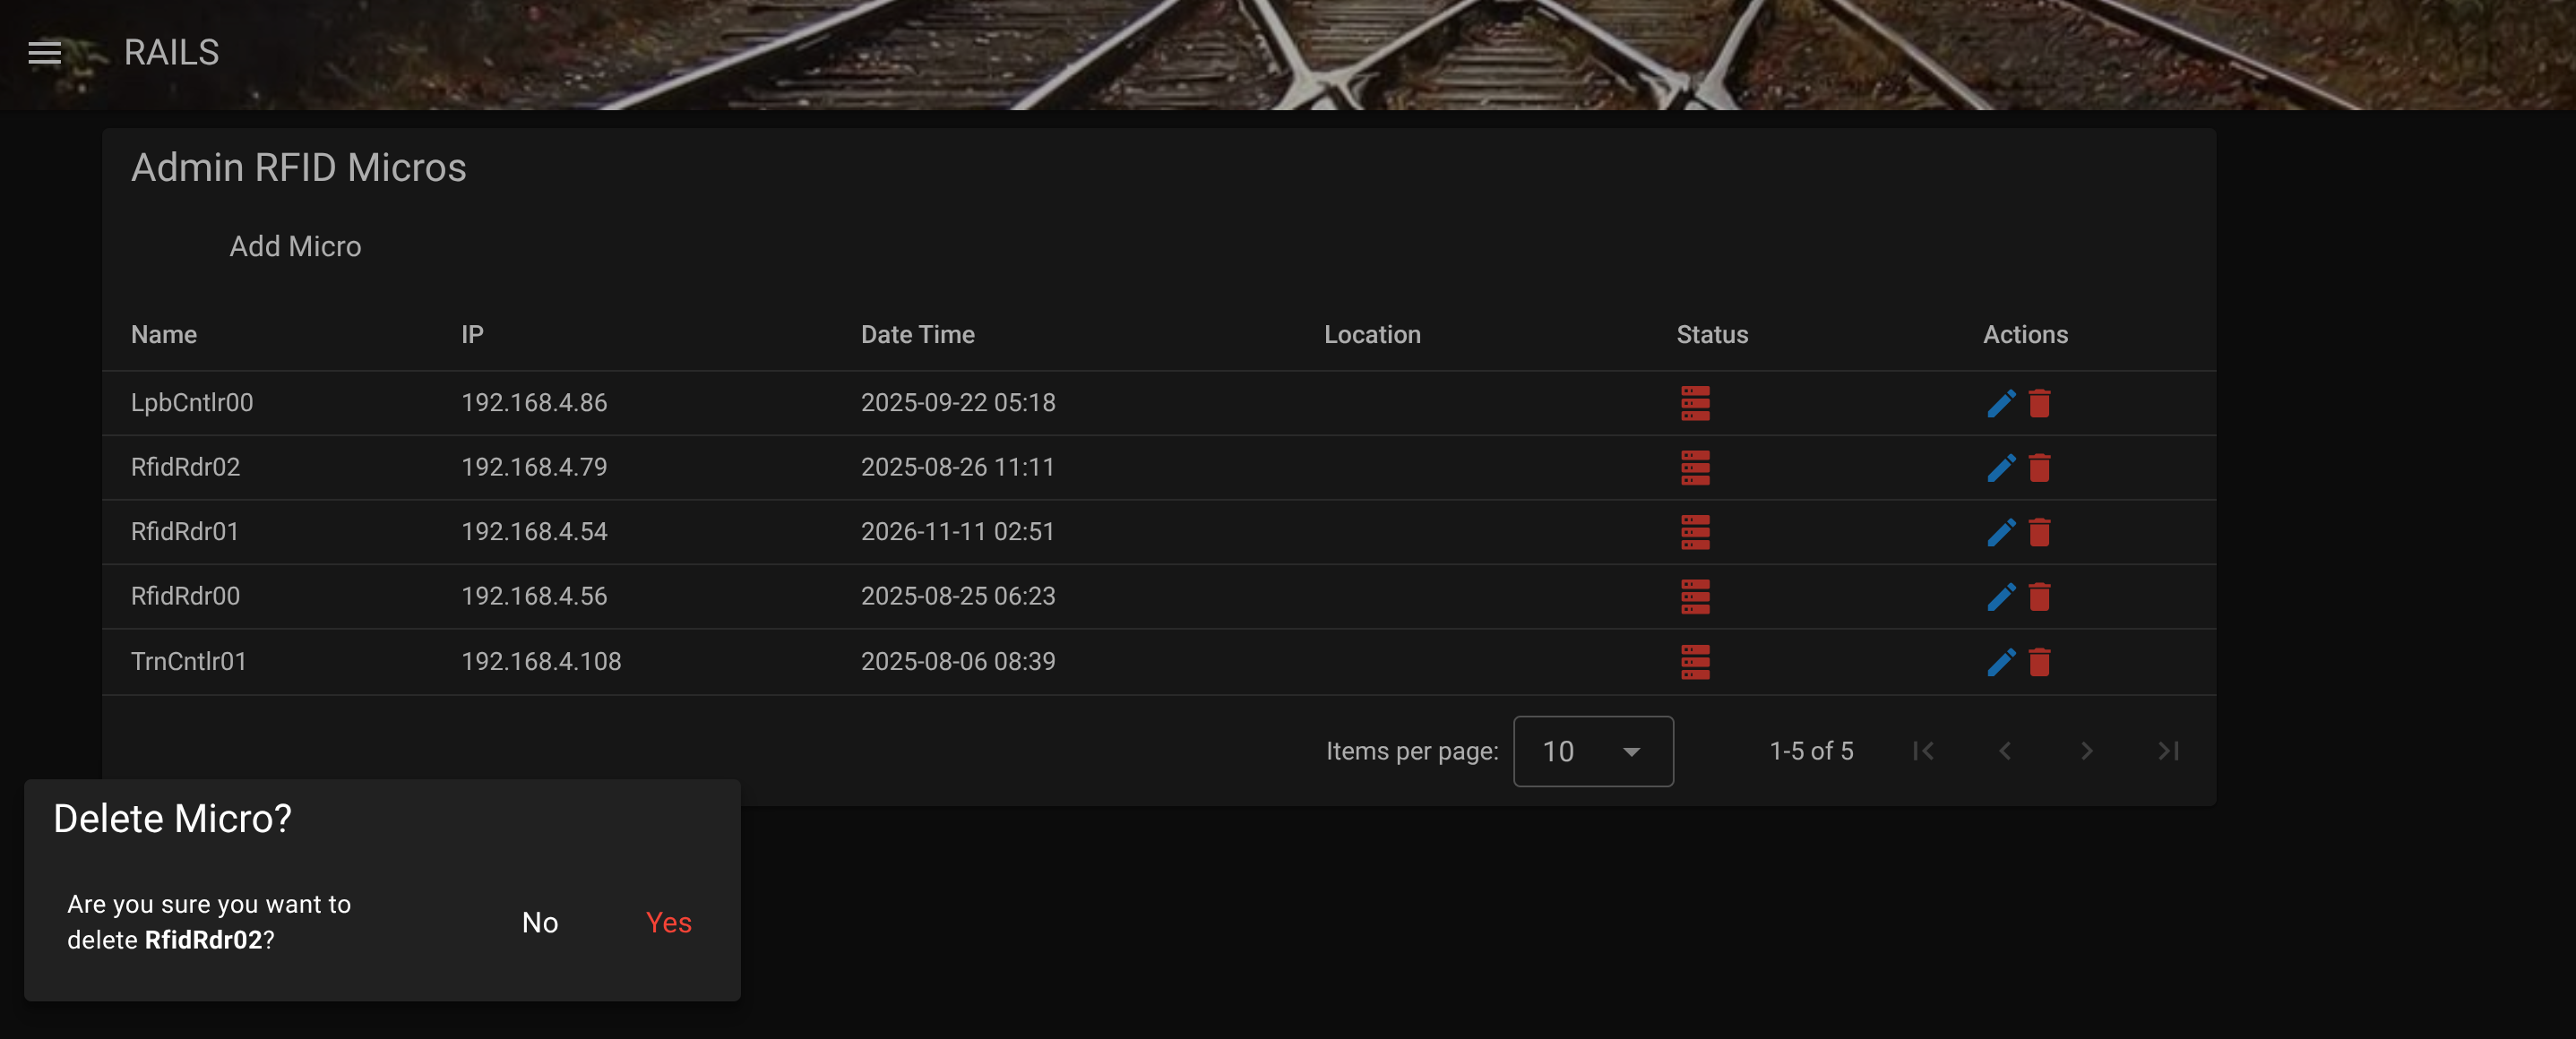 RAILS
Admin RFID Micros
Add Micro
Name IP Date Time Location Status Actions
LpbCntlr00 192.168.4.86 2025-09-22 05:18
RfidRdr02 192.168.4.79 2025-08-26 11:11
RfidRdr01 192.168.4.54 2026-11-11 02:51
RfidRdr00 192.168.4.56 2025-08-25 06:23
TrnCntlr01 192.168.4.108 2025-08-06 08:39
Items per page: 10 1-5 of 5
Delete Micro?
Are you sure you want to
delete RfidRdr02?
No Yes